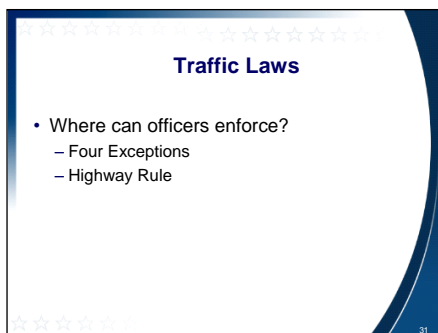 Traffic Laws
• Where can officers enforce?
– Four Exceptions
– Highway Rule
31